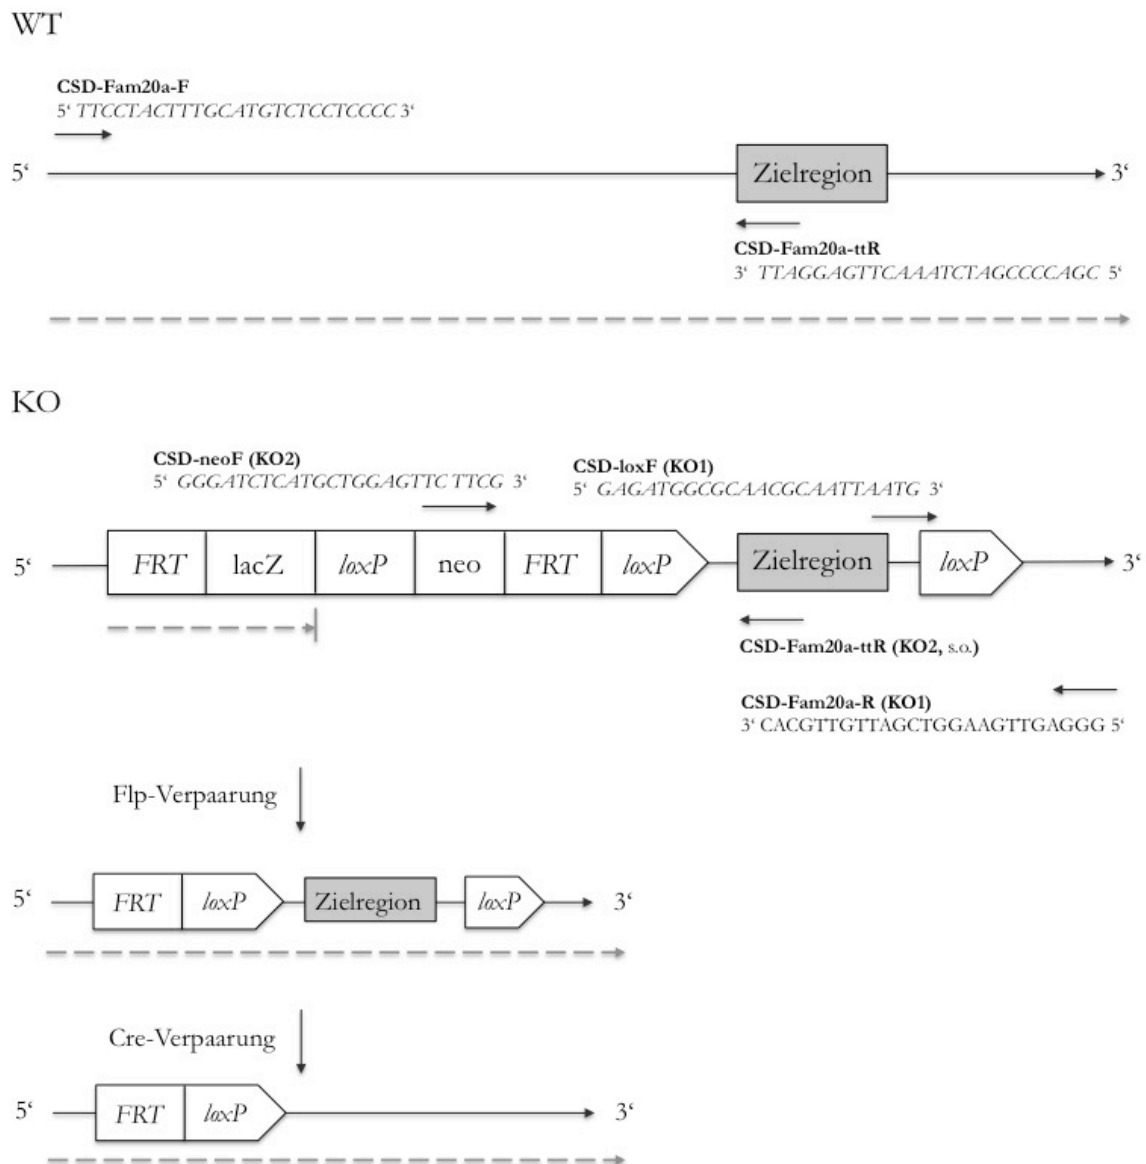 WT
CSD-Fam20a-F
5‘ TTCCTACTTTGCATGTCTCCTCCCC 3‘
5‘ Zielregion 3‘
CSD-Fam20a-ttR
3‘ TTAGGAGTTCAAATCTAGCCCCAGC 5‘
KO
CSD-neoF (KO2)
5‘ GGGATCTCATGCTGGAGTTC TTCG 3‘
CSD-loxF (KO1)
5‘ GAGATGGCGCAACGCAATTAATG 3‘
5‘ FRT lacZ loxP neo FRT loxP Zielregion loxP 3‘
CSD-Fam20a-ttR (KO2, s.o.)
CSD-Fam20a-R (KO1)
3‘ CACGTTGTTAGCTGGAAGTTGAGGG 5‘
Flp-Verpaarung
5‘ FRT loxP Zielregion loxP 3‘
Cre-Verpaarung
5‘ FRT loxP 3‘